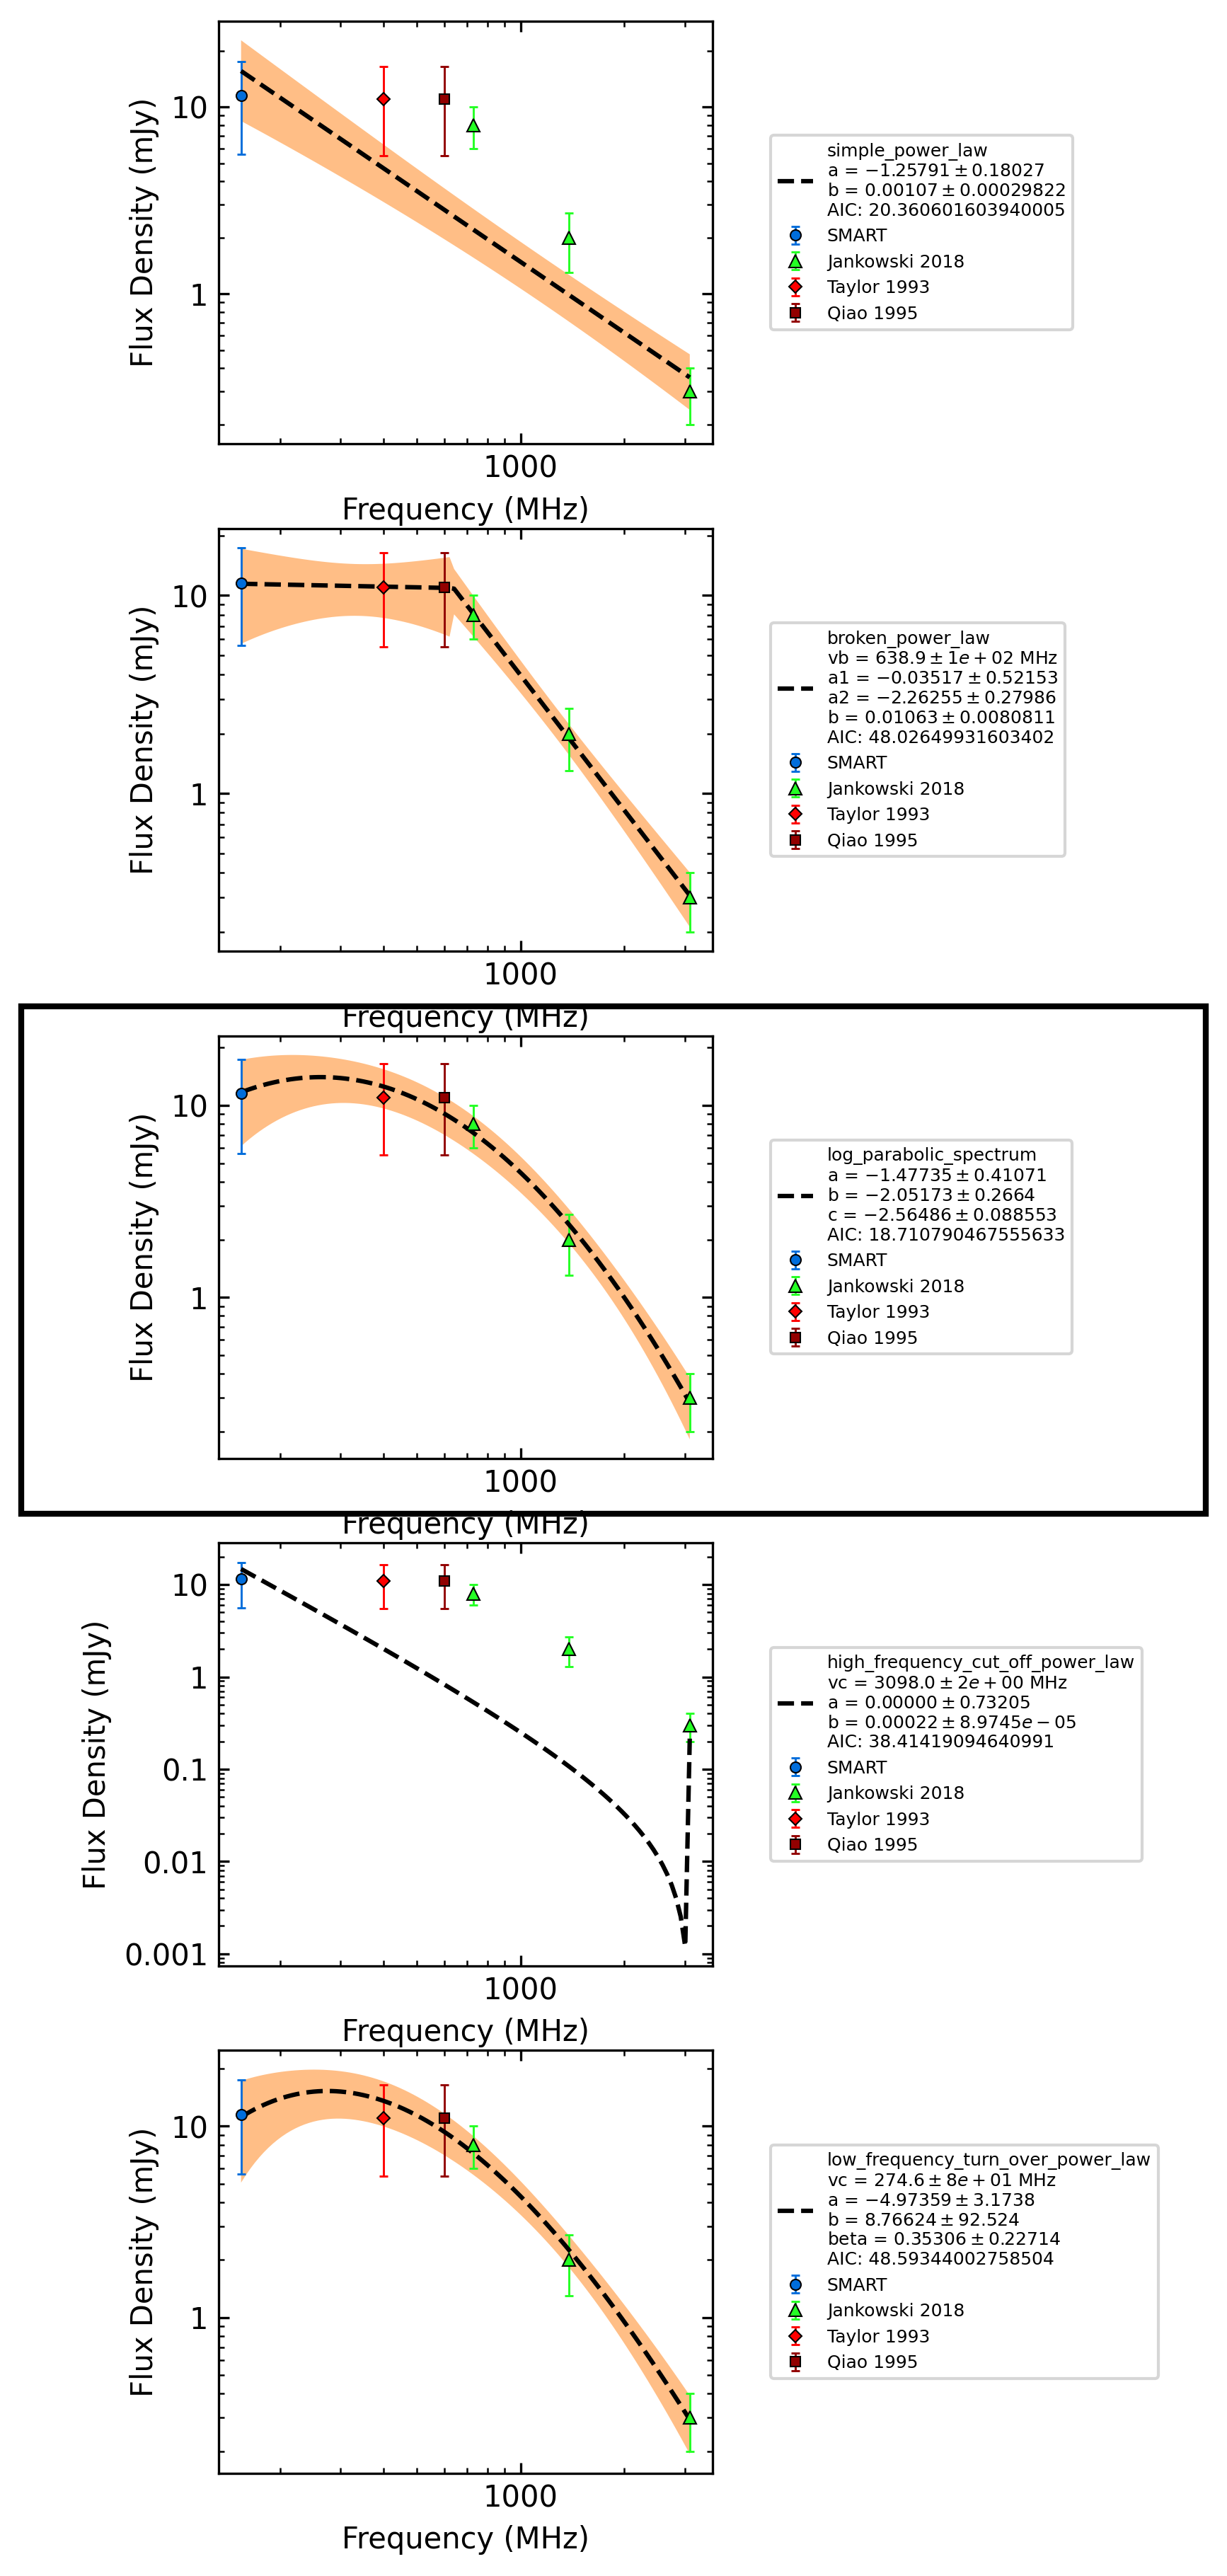 10
1
Flux Density (mJy)
1000
Frequency (MHz)
simple_power_law
a = −1.25791 ± 0.18027
b = 0.00107 ± 0.00029822
AIC: 20.360601603940005
SMART
Jankowski 2018
Taylor 1993
Qiao 1995
10
1
Flux Density (mJy)
1000
Frequency (MHz)
broken_power_law
vb = 638.9 ± 1e + 02 MHz
a1 = −0.03517 ± 0.52153
a2 = −2.26255 ± 0.27986
b = 0.01063 ± 0.0080811
AIC: 48.02649931603402
SMART
Jankowski 2018
Taylor 1993
Qiao 1995
10
1
Flux Density (mJy)
1000
Frequency (MHz)
log_parabolic_spectrum
a = −1.47735 ± 0.41071
b = −2.05173 ± 0.2664
c = −2.56486 ± 0.088553
AIC: 18.710790467555633
SMART
Jankowski 2018
Taylor 1993
Qiao 1995
10
1
0.1
0.01
0.001
Flux Density (mJy)
1000
Frequency (MHz)
high_frequency_cut_off_power_law
vc = 3098.0 ± 2e + 00 MHz
a = 0.00000 ± 0.73205
b = 0.00022 ± 8.9745e − 05
AIC: 38.41419094640991
SMART
Jankowski 2018
Taylor 1993
Qiao 1995
10
1
Flux Density (mJy)
1000
Frequency (MHz)
low_frequency_turn_over_power_law
vc = 274.6 ± 8e + 01 MHz
a = −4.97359 ± 3.1738
b = 8.76624 ± 92.524
beta = 0.35306 ± 0.22714
AIC: 48.59344002758504
SMART
Jankowski 2018
Taylor 1993
Qiao 1995